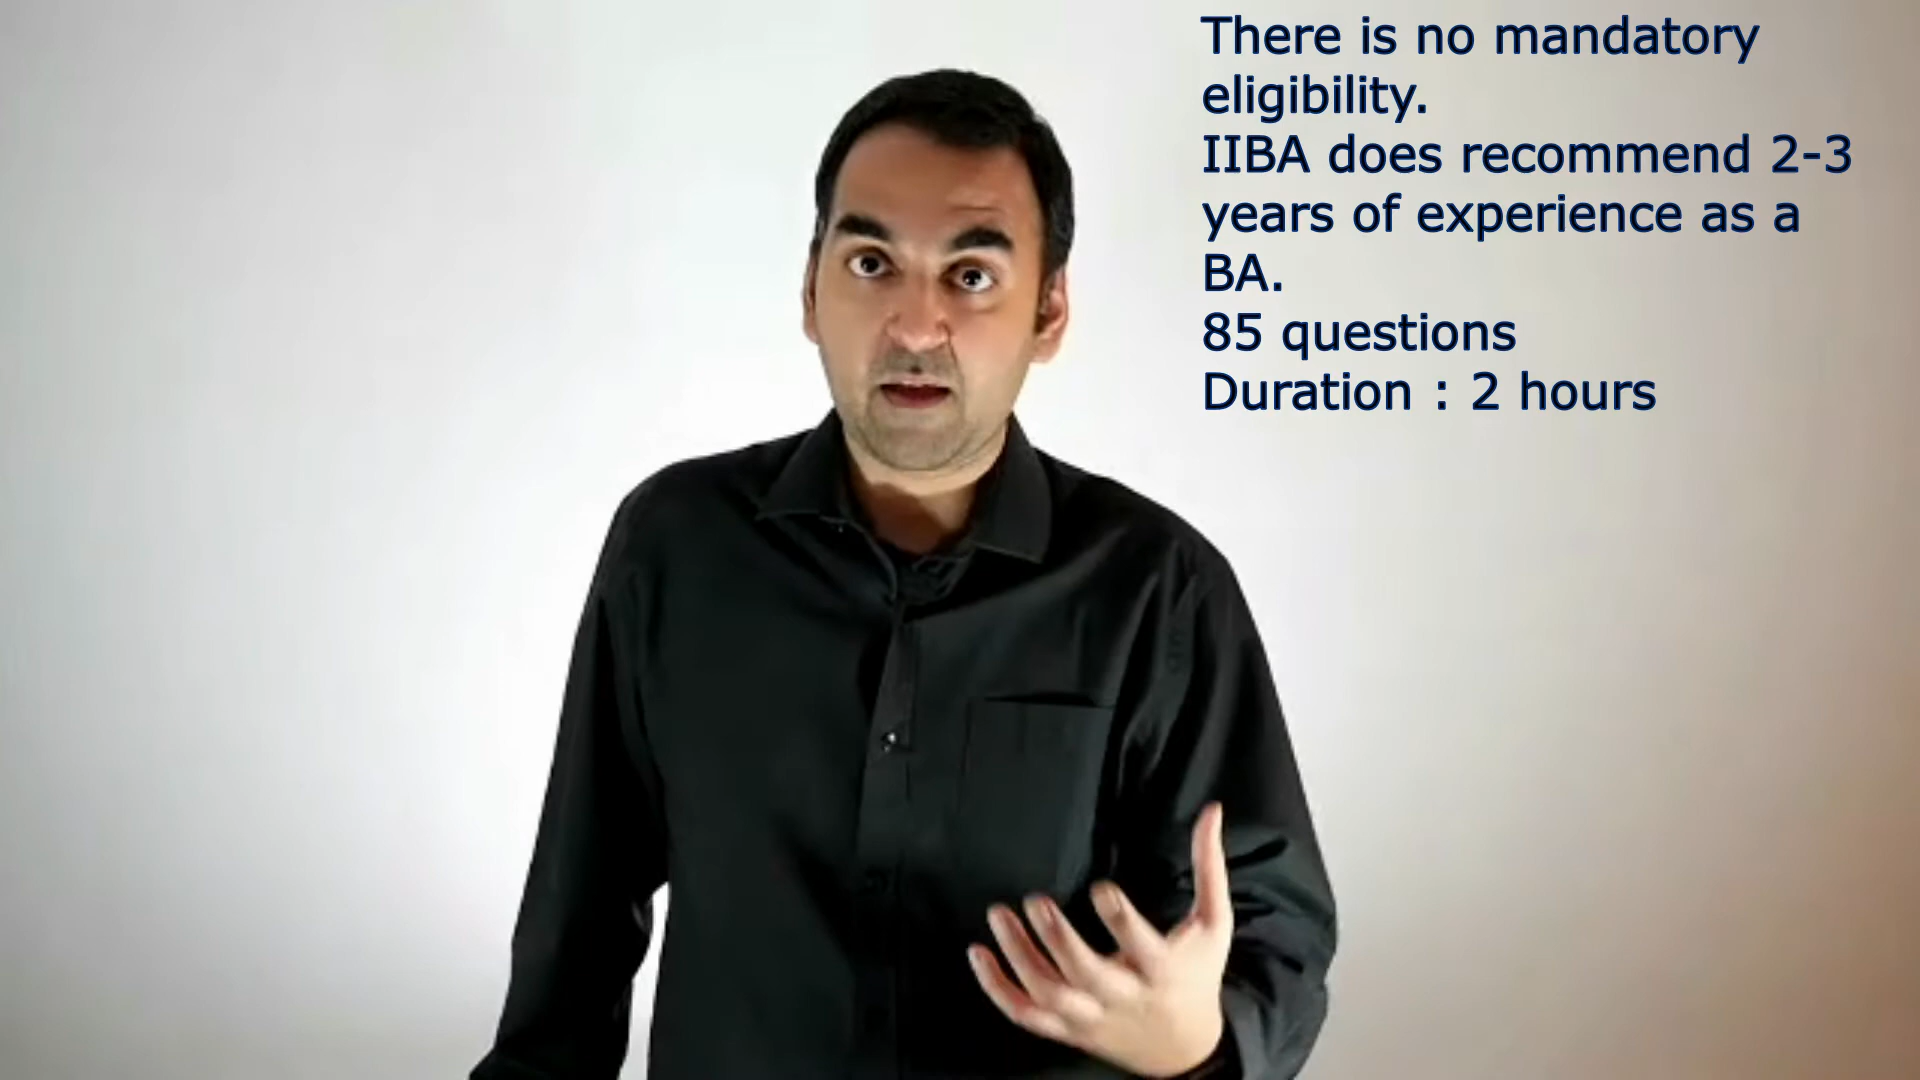 There is no mandatory
eligibility.
IIBA does recommend 2-3
years of experience as a
BA.
85 questions
Duration : 2 hours